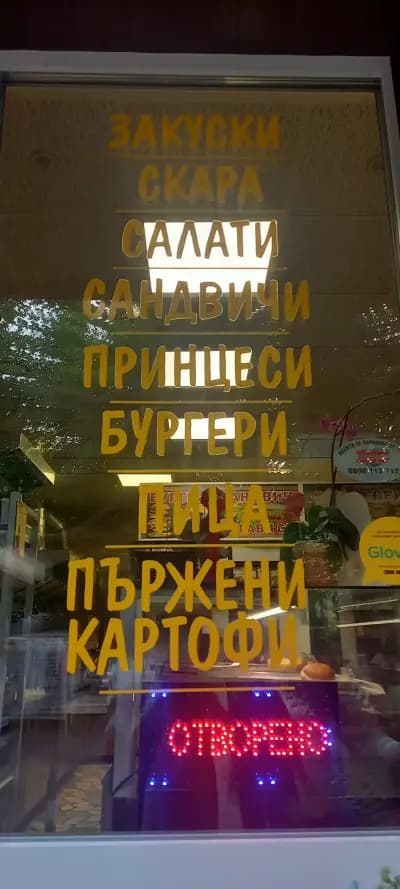 ЗАКУСКИ
СКАРА
САЛАТИ
САНДВИЧИ
ПРИНЦЕСИ
БУРГЕРИ
ПИЦА
ПЪРЖЕНИ
КАРТОФИ
Glov
ОТВОРЕНО